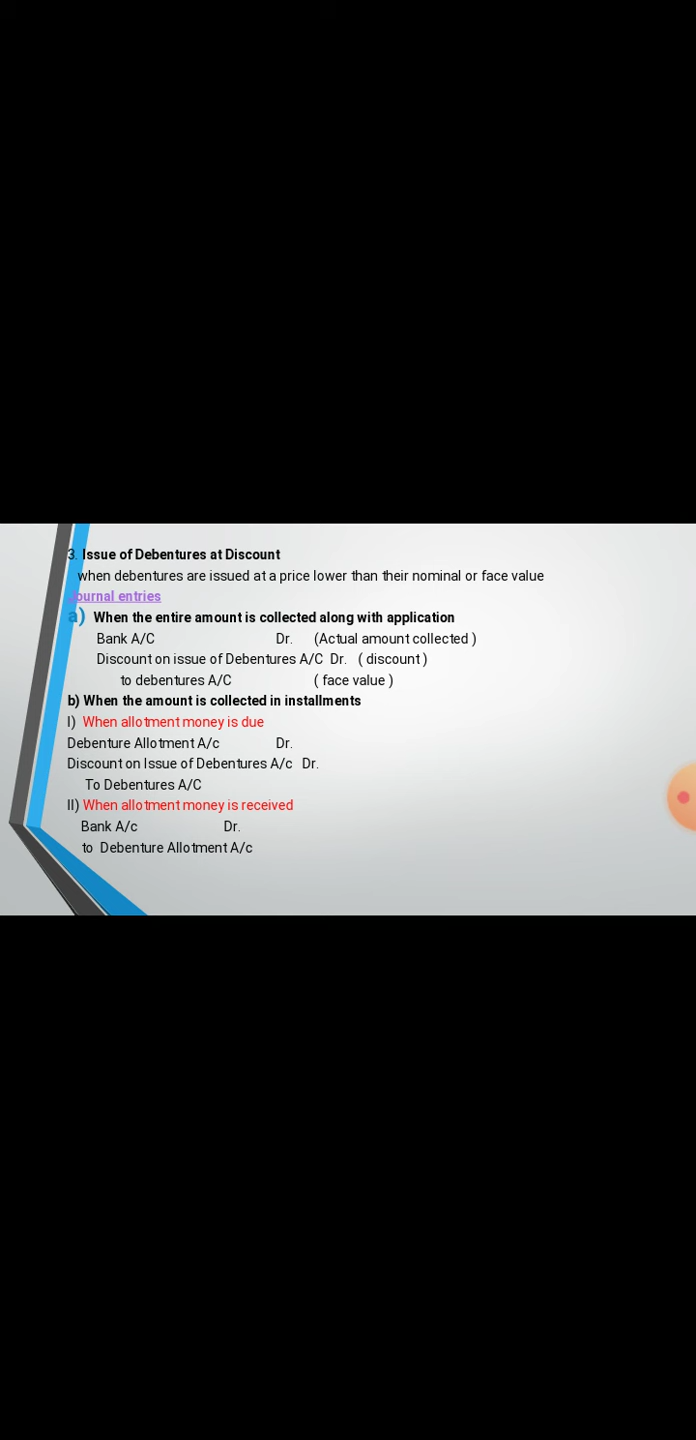 3. Issue of Debentures at Discount
when debentures are issued at a price lower than their nominal or face value
Journal entries
a) When the entire amount is collected along with application
Bank A/C Dr. (Actual amount collected )
Discount on issue of Debentures A/C Dr. ( discount )
to debentures A/C ( face value )
b) When the amount is collected in installments
I) When allotment money is due
Debenture Allotment A/c Dr.
Discount on Issue of Debentures A/c Dr.
To Debentures A/C
II) When allotment money is received
Bank A/c Dr.
to Debenture Allotment A/c